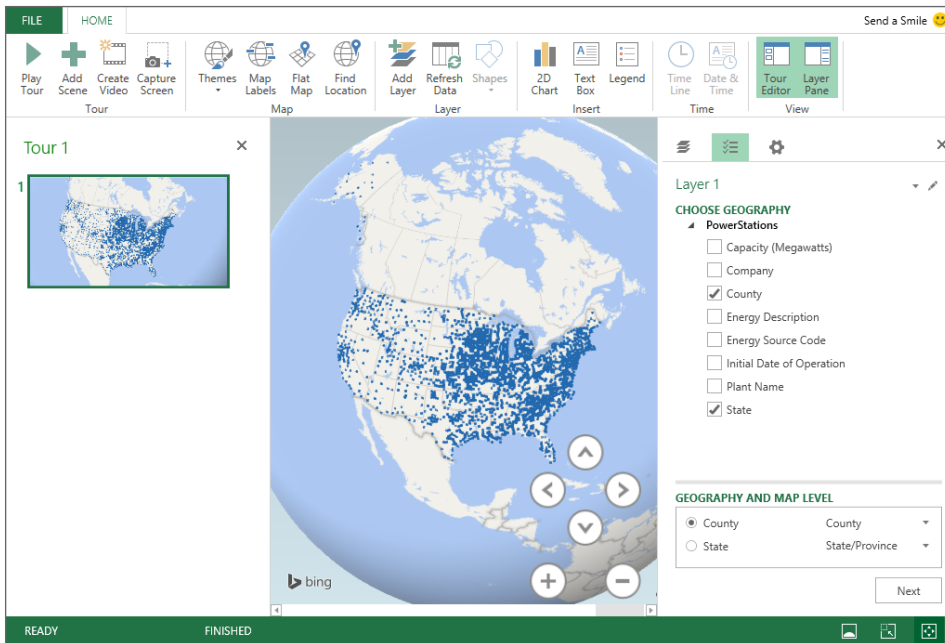 FILE HOME Send a Smile
Play Tour
Add Scene
Create Video
Capture Screen
Themes
Map Labels
Flat Map
Find Location
Add Layer
Refresh Data
Shapes
2D Chart
Text Box
Legend
Time Line
Date & Time
Tour Editor
Layer Pane
Tour Map Layer Insert Time View
Tour 1
1
bing
Layer 1
CHOOSE GEOGRAPHY
PowerStations
Capacity (Megawatts)
Company
County
Energy Description
Energy Source Code
Initial Date of Operation
Plant Name
State
GEOGRAPHY AND MAP LEVEL
County County
State State/Province
Next
READY FINISHED